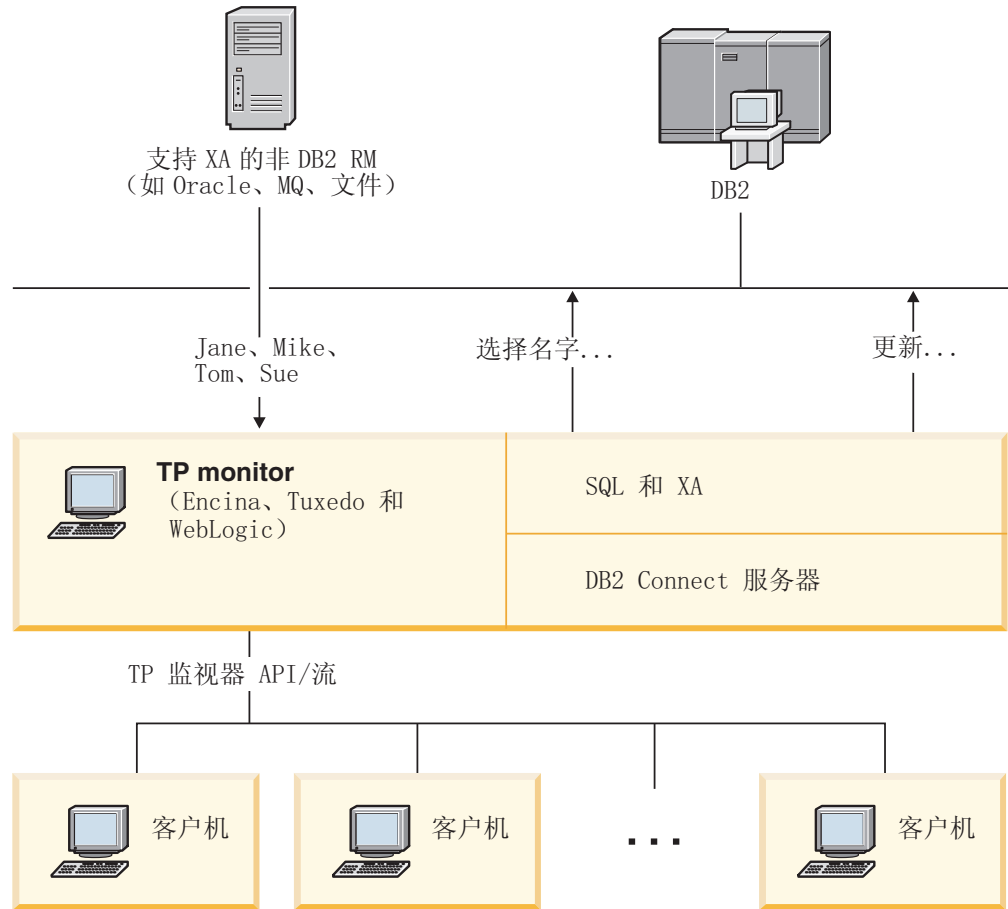 支持 XA 的非 DB2 RM
（如 Oracle、MQ、文件）
DB2
Jane、Mike、
Tom、Sue
选择名字...
更新...
TP monitor
（Encina、Tuxedo 和
WebLogic）
SQL 和 XA
DB2 Connect 服务器
TP 监视器 API/流
客户机
客户机
...
客户机